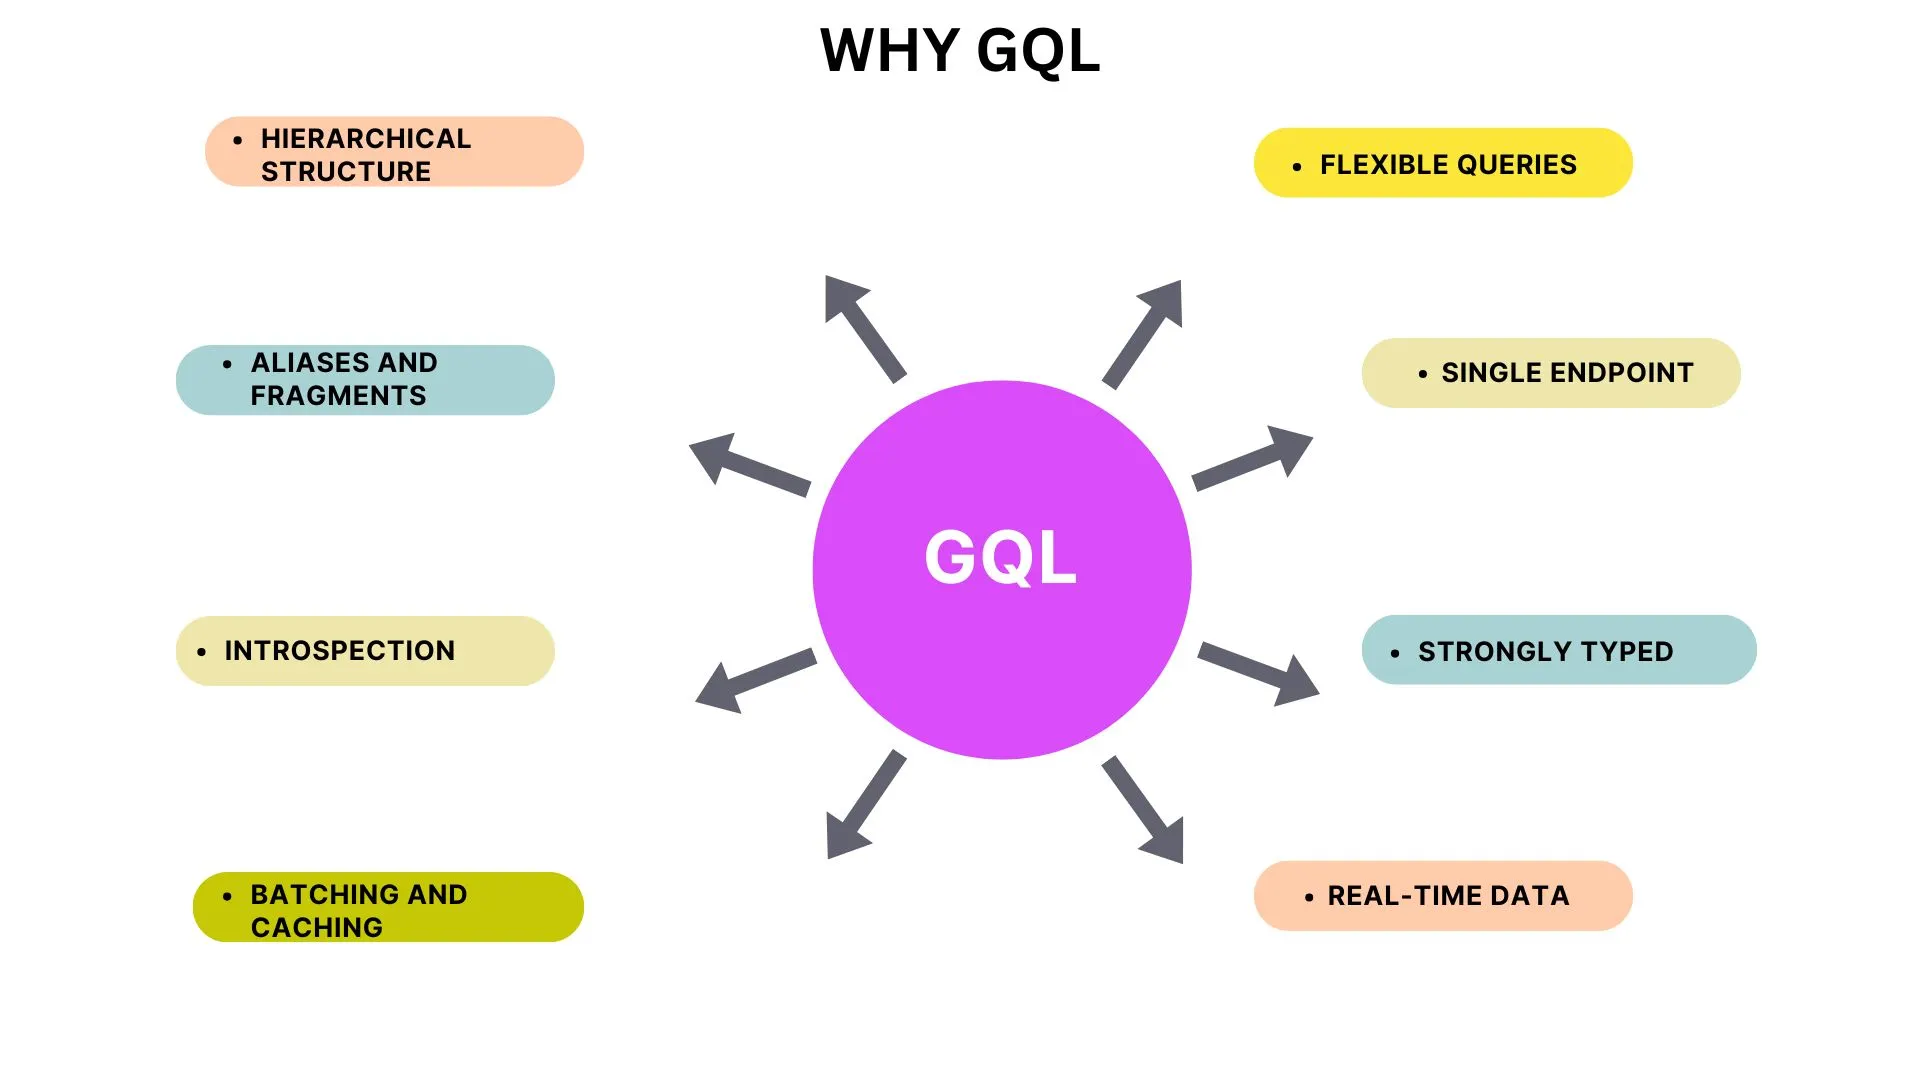 WHY GQL
• HIERARCHICAL
STRUCTURE
• FLEXIBLE QUERIES
• ALIASES AND
FRAGMENTS
• SINGLE ENDPOINT
GQL
• INTROSPECTION
• STRONGLY TYPED
• BATCHING AND
CACHING
• REAL-TIME DATA